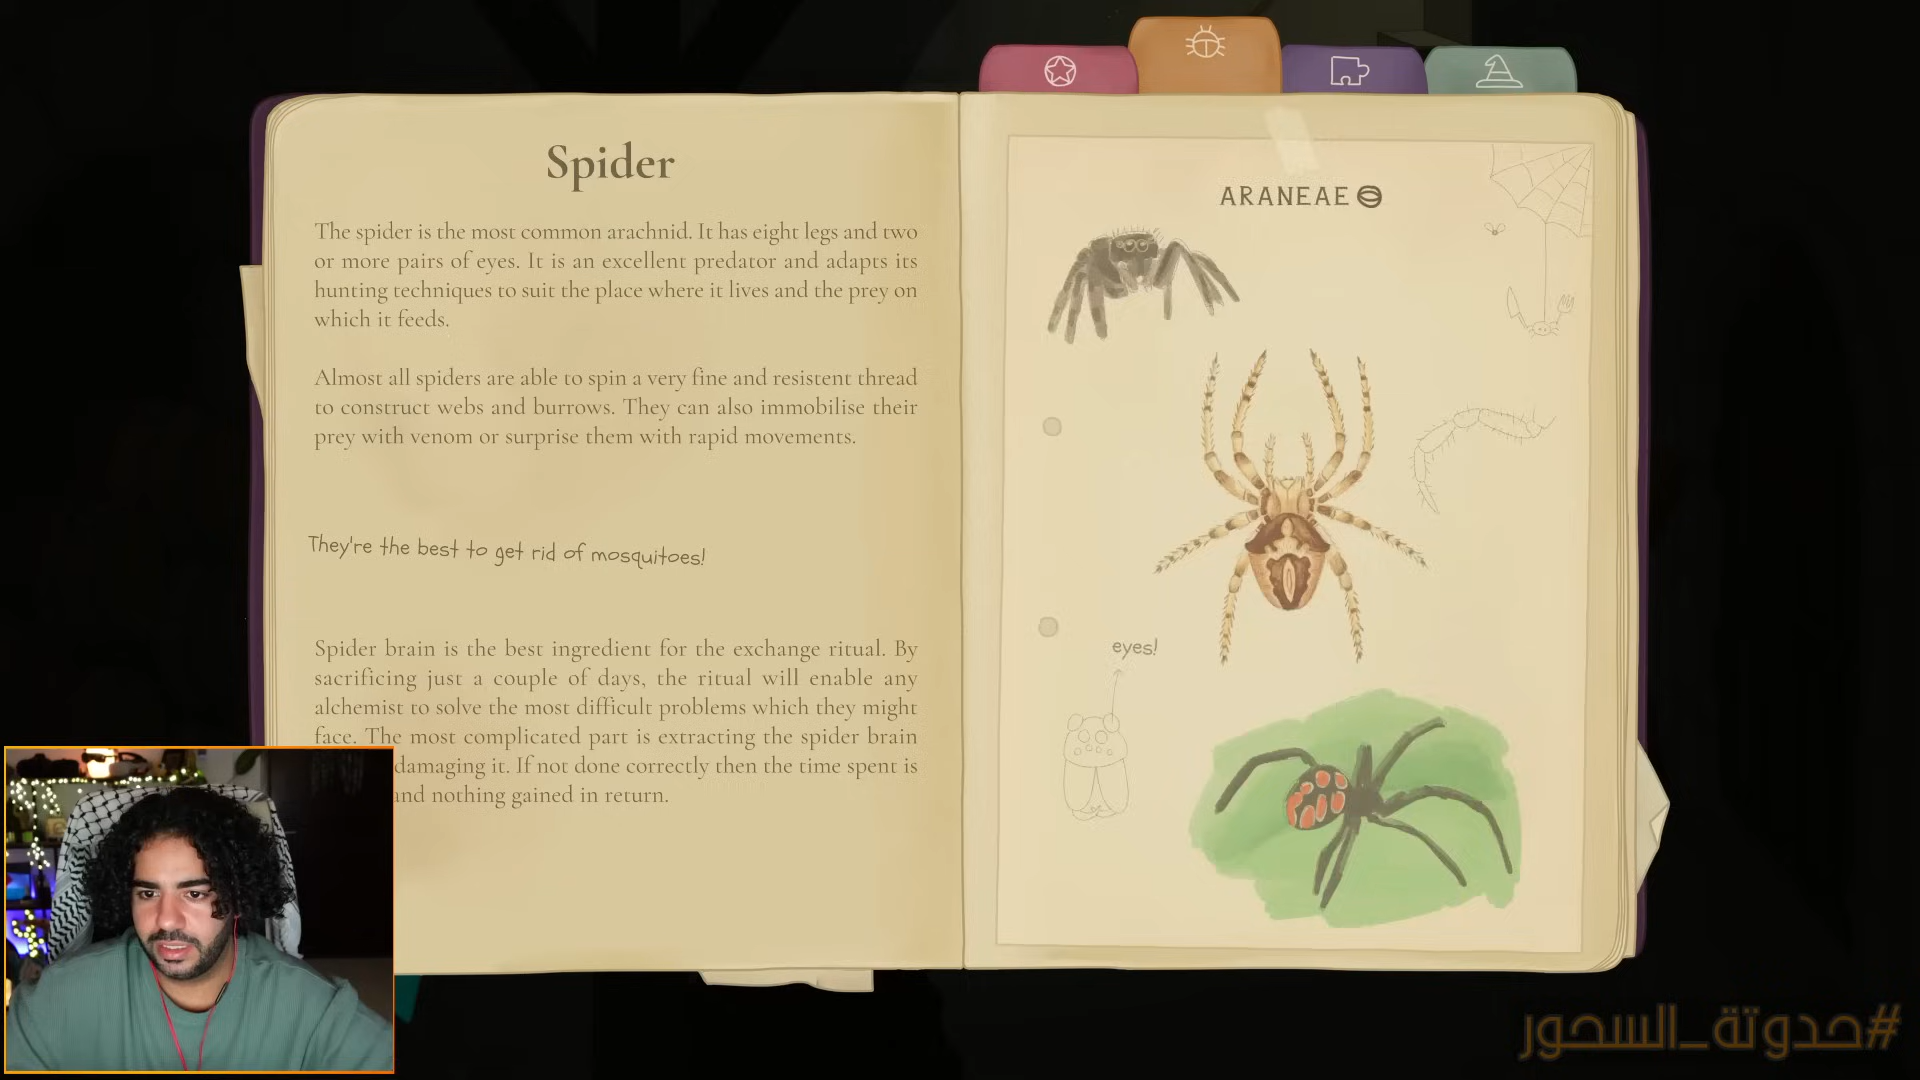 Spider
The spider is the most common arachnid. It has eight legs and two
or more pairs of eyes. It is an excellent predator and adapts its
hunting techniques to suit the place where it lives and the prey on
which it feeds.
Almost all spiders are able to spin a very fine and resistent thread
to construct webs and burrows. They can also immobilise their
prey with venom or surprise them with rapid movements.
They're the best to get rid of mosquitoes!
Spider brain is the best ingredient for the exchange ritual. By
sacrificing just a couple of days, the ritual will enable any
alchemist to solve the most difficult problems which they might
face. The most complicated part is extracting the spider brain
damaging it. If not done correctly then the time spent is
and nothing gained in return.
ARANEAE
eyes!
#حدوتة_السحور